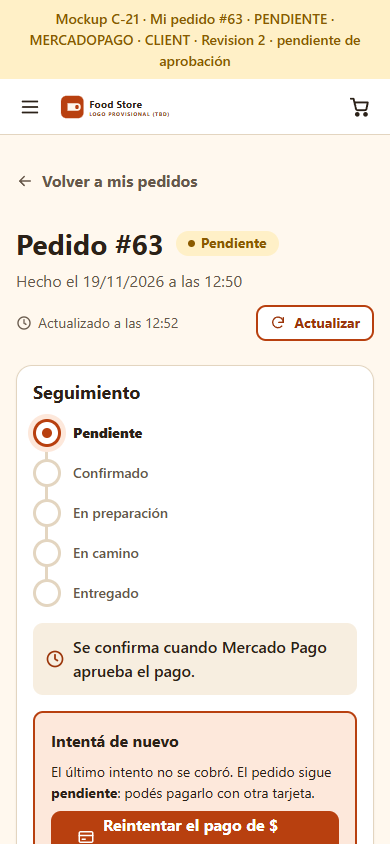 Mockup C-21 · Mi pedido #63 · PENDIENTE ·
MERCADOPAGO · CLIENT · Revision 2 · pendiente de
aprobación
Food Store
LOGO PROVISIONAL (TBD)
Volver a mis pedidos
Pedido #63
Pendiente
Hecho el 19/11/2026 a las 12:50
Actualizado a las 12:52
Actualizar
Seguimiento
Pendiente
Confirmado
En preparación
En camino
Entregado
Se confirma cuando Mercado Pago
aprueba el pago.
Intentá de nuevo
El último intento no se cobró. El pedido sigue
pendiente: podés pagarlo con otra tarjeta.
Reintentar el pago de $